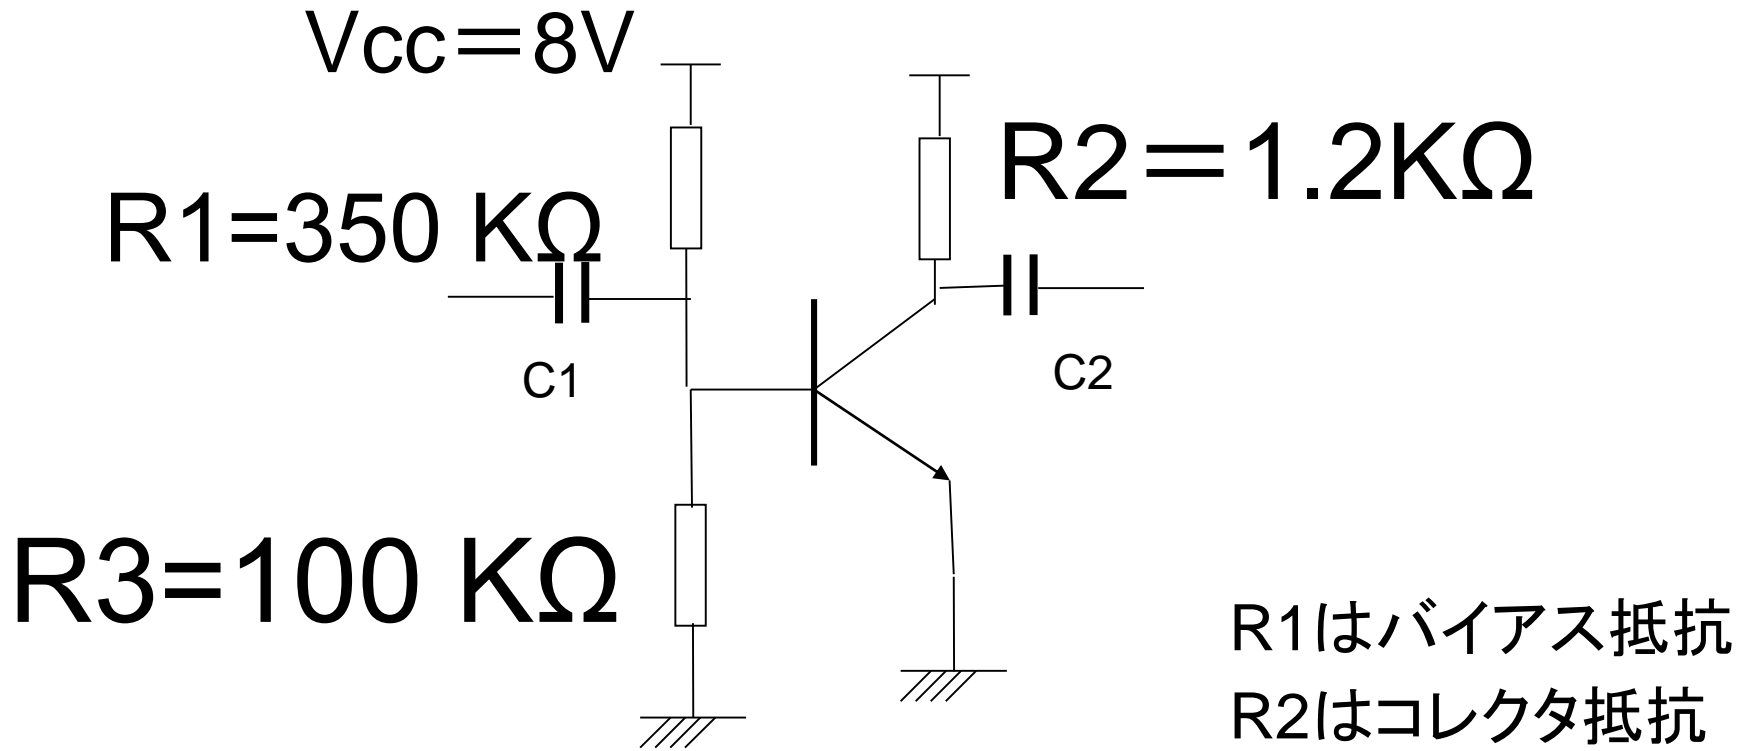 Vcc＝8V
R2＝1.2KΩ
R1=350 KΩ
C1
C2
R3=100 KΩ
R1はバイアス抵抗
R2はコレクタ抵抗